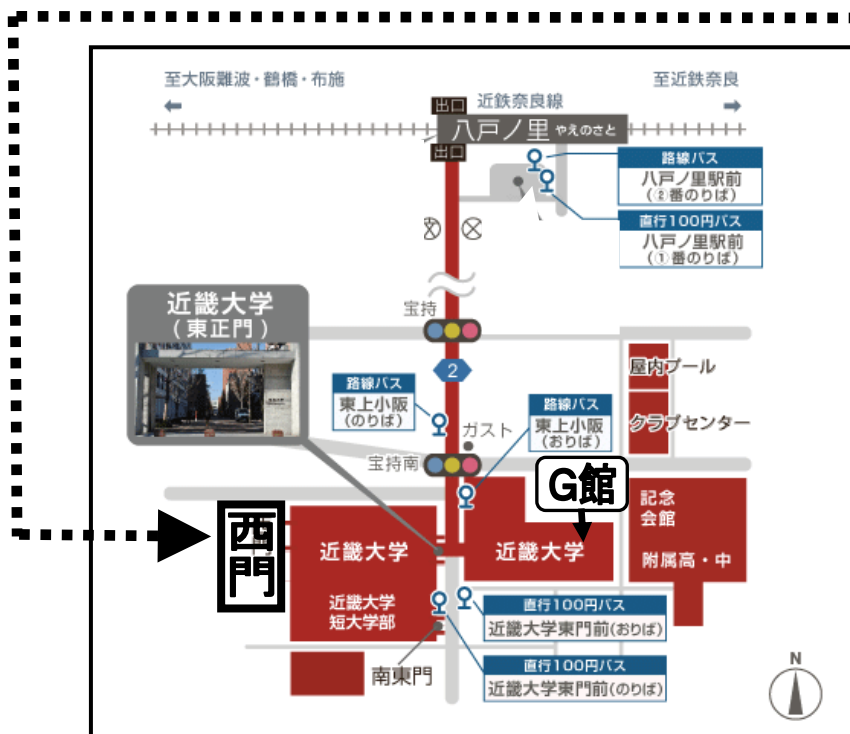 至大阪難波・鶴橋・布施
至近鉄奈良
出口
近鉄奈良線
八戸ノ里 やえのさと
出口
路線バス
八戸ノ里駅前
(②番のりば)
直行100円バス
八戸ノ里駅前
(①番のりば)
近畿大学
(東正門)
宝持
2
屋内プール
路線バス
東上小阪
(のりば)
路線バス
東上小阪
(おりば)
ガスト
クラブセンター
宝持南
G館
記念
会館
西門
近畿大学
近畿大学
附属高・中
近畿大学
短大学部
直行100円バス
近畿大学東門前(おりば)
南東門
直行100円バス
近畿大学東門前(のりば)
N